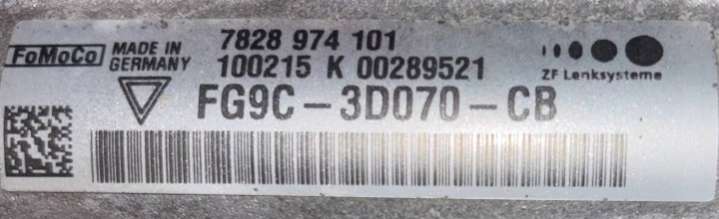 FoMoCo
MADE IN
GERMANY
7828 974 101
100215 K 00289521
ZF Lenksysteme
FG9C-3D070-CB